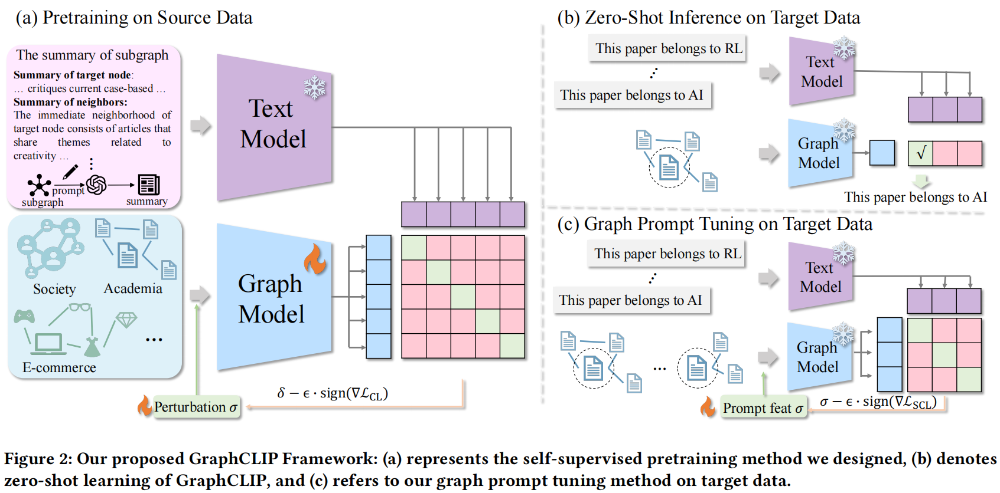 (a) Pretraining on Source Data
The summary of subgraph
Summary of target node:
… critiques current case-based …
Summary of neighbors:
The immediate neighborhood of
target node consists of articles that
share themes related to
creativity …
prompt
subgraph
summary
Text
Model
Society
Academia
E-commerce
...
Graph
Model
Perturbation σ
δ − ϵ · sign(∇ℒCL)
(b) Zero-Shot Inference on Target Data
This paper belongs to RL
This paper belongs to AI
Text
Model
Graph
Model
√
This paper belongs to AI
(c) Graph Prompt Tuning on Target Data
This paper belongs to RL
This paper belongs to AI
Text
Model
...
Graph
Model
Prompt feat σ
σ − ϵ · sign(∇ℒSCL)
Figure 2: Our proposed GraphCLIP Framework: (a) represents the self-supervised pretraining method we designed, (b) denotes
zero-shot learning of GraphCLIP, and (c) refers to our graph prompt tuning method on target data.